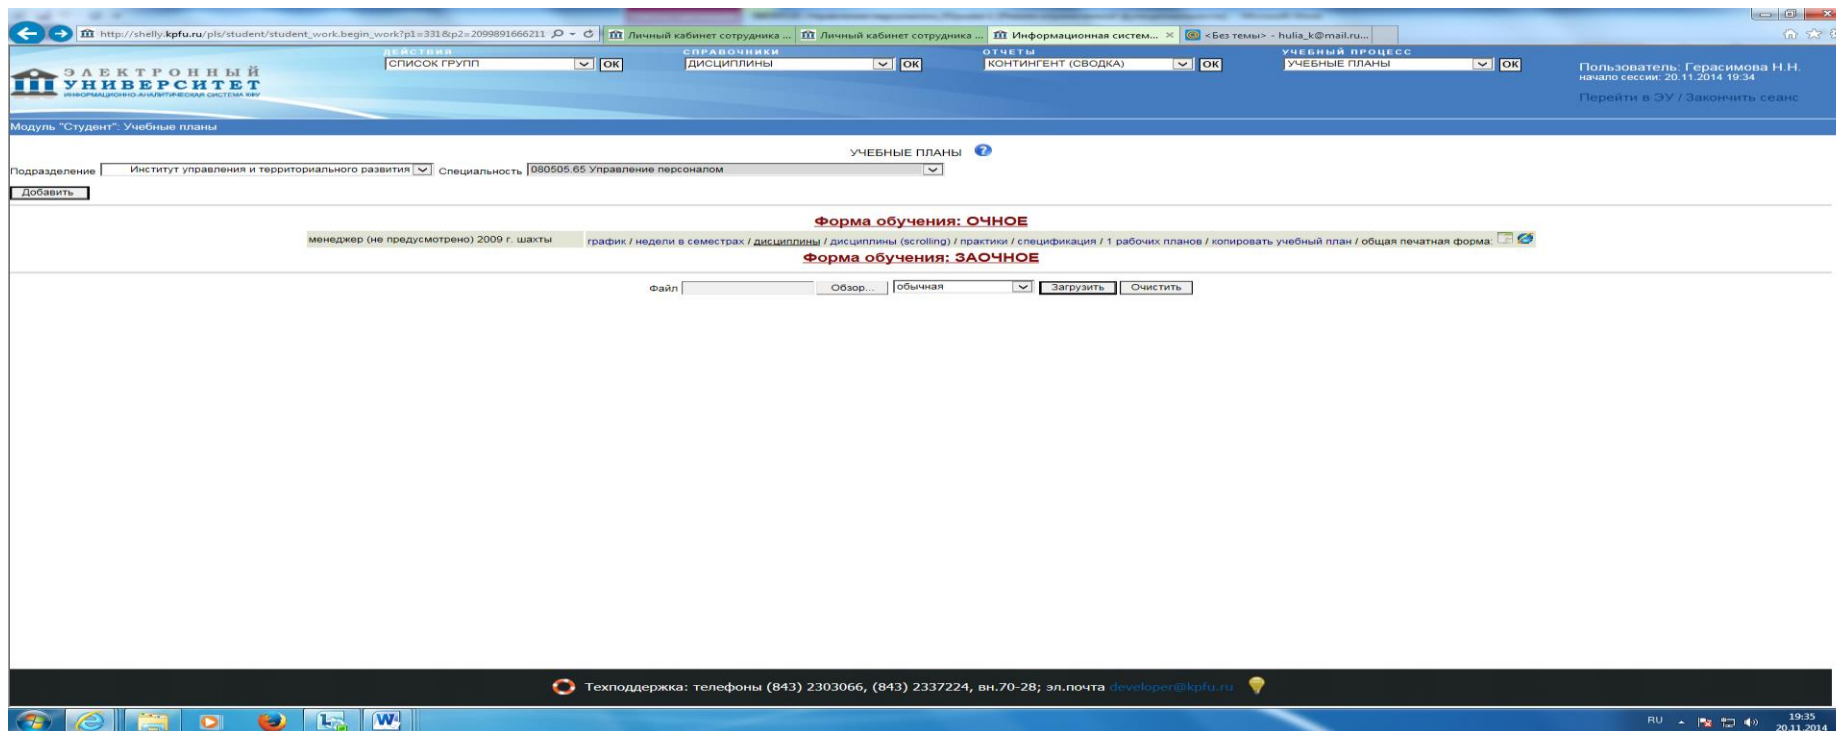 http://shelly.kpfu.ru/pls/student/student_work.begin_work?p1=331&p2=2099891666211
Личный кабинет сотрудника ...
Личный кабинет сотрудника ...
Информационная систем...
<Без темы> - hulia_k@mail.ru...
ДЕЙСТВИЯ СПРАВОЧНИКИ ОТЧЕТЫ УЧЕБНЫЙ ПРОЦЕСС
СПИСОК ГРУПП OK ДИСЦИПЛИНЫ OK КОНТИНГЕНТ (СВОДКА) OK УЧЕБНЫЕ ПЛАНЫ OK
ЭЛЕКТРОННЫЙ
УНИВЕРСИТЕТ
ИНФОРМАЦИОННО-АНАЛИТИЧЕСКАЯ СИСТЕМА КФУ
Пользователь: Герасимова Н.Н.
начало сессии: 20.11.2014 19:34
Перейти в ЭУ / Закончить сеанс
Модуль "Студент": Учебные планы
УЧЕБНЫЕ ПЛАНЫ ?
Подразделение Институт управления и территориального развития Специальность 080505.65 Управление персоналом
Добавить
Форма обучения: ОЧНОЕ
менеджер (не предусмотрено) 2009 г. шахты график / недели в семестрах / дисциплины / дисциплины (scrolling) / практики / спецификация / 1 рабочих планов / копировать учебный план / общая печатная форма:
Форма обучения: ЗАОЧНОЕ
Файл Обзор... обычная Загрузить Очистить
Техподдержка: телефоны (843) 2303066, (843) 2337224, вн.70-28; эл.почта developer@kpfu.ru
RU
19:35
20.11.2014